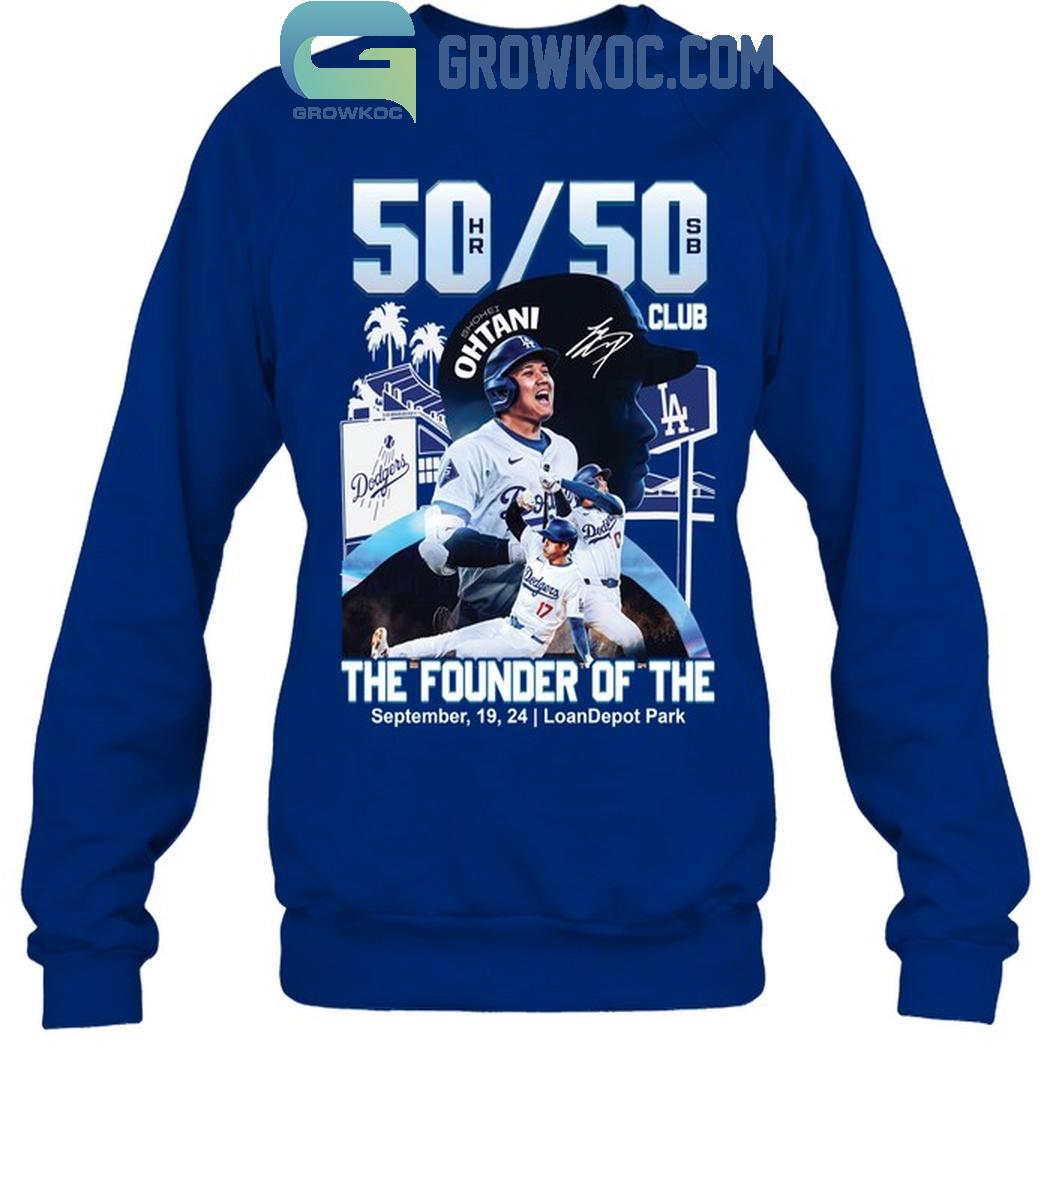 GROWKOC.COM
GROWKOC
50 HR / 50 SB
CLUB
SHOHEI
OHTANI
LA
LA
Dodgers
Dodgers
Dodgers
17
THE FOUNDER OF THE
September, 19, 24 | LoanDepot Park